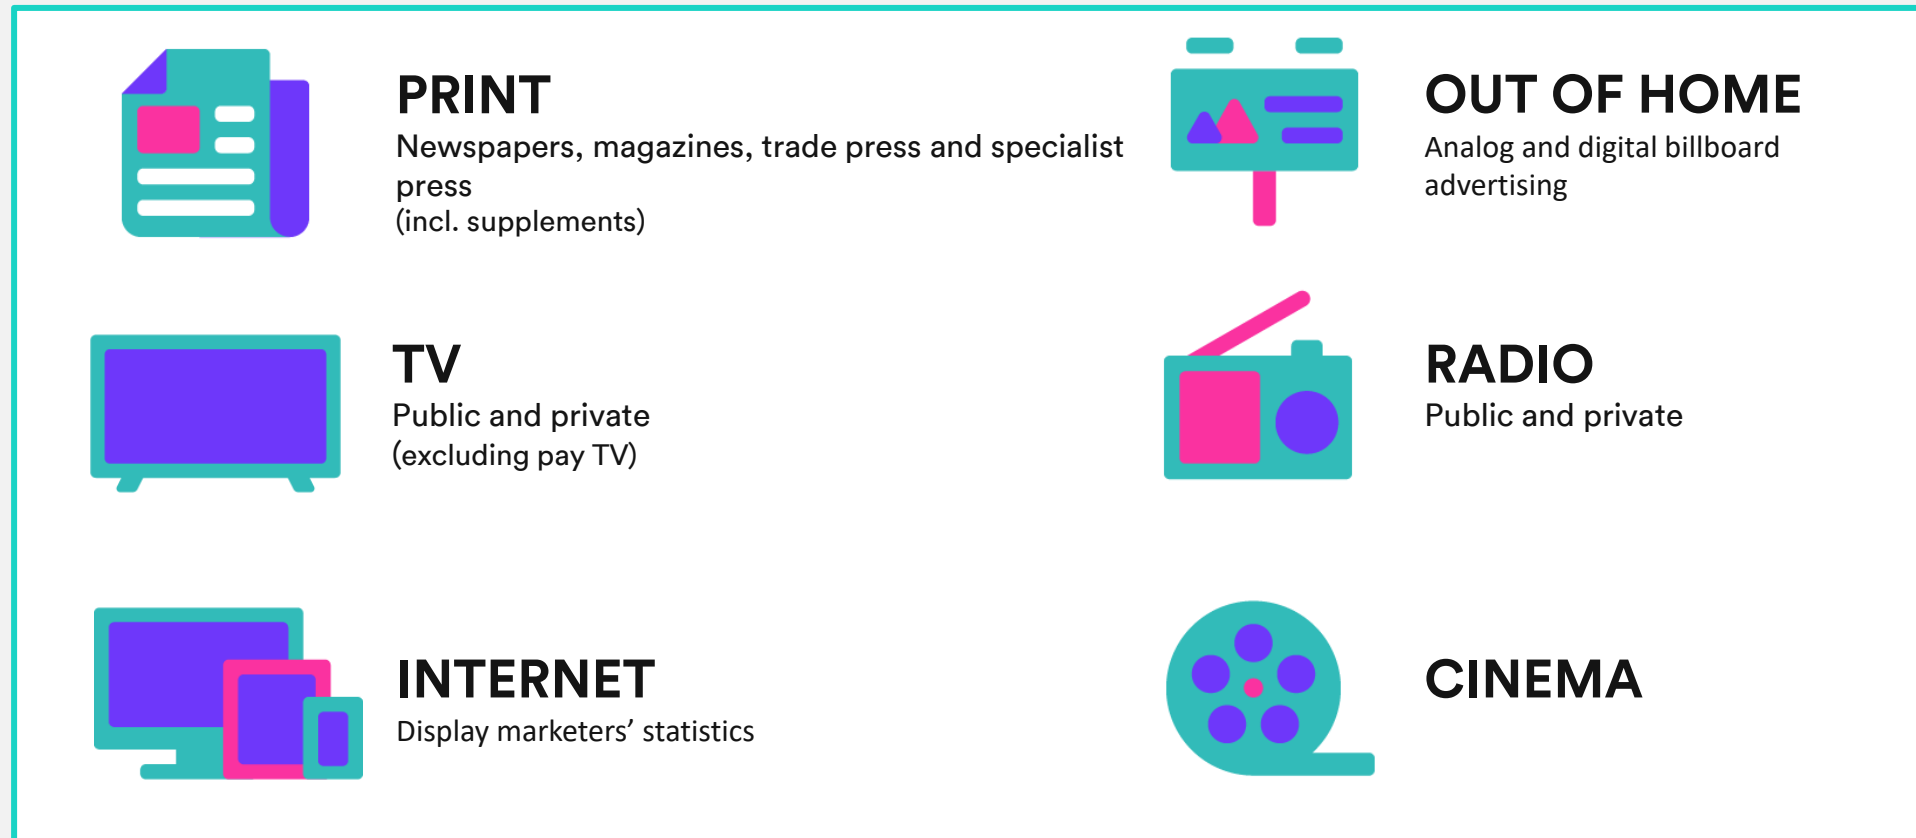 PRINT
Newspapers, magazines, trade press and specialist
press
(incl. supplements)
OUT OF HOME
Analog and digital billboard
advertising
TV
Public and private
(excluding pay TV)
RADIO
Public and private
INTERNET
Display marketers’ statistics
CINEMA